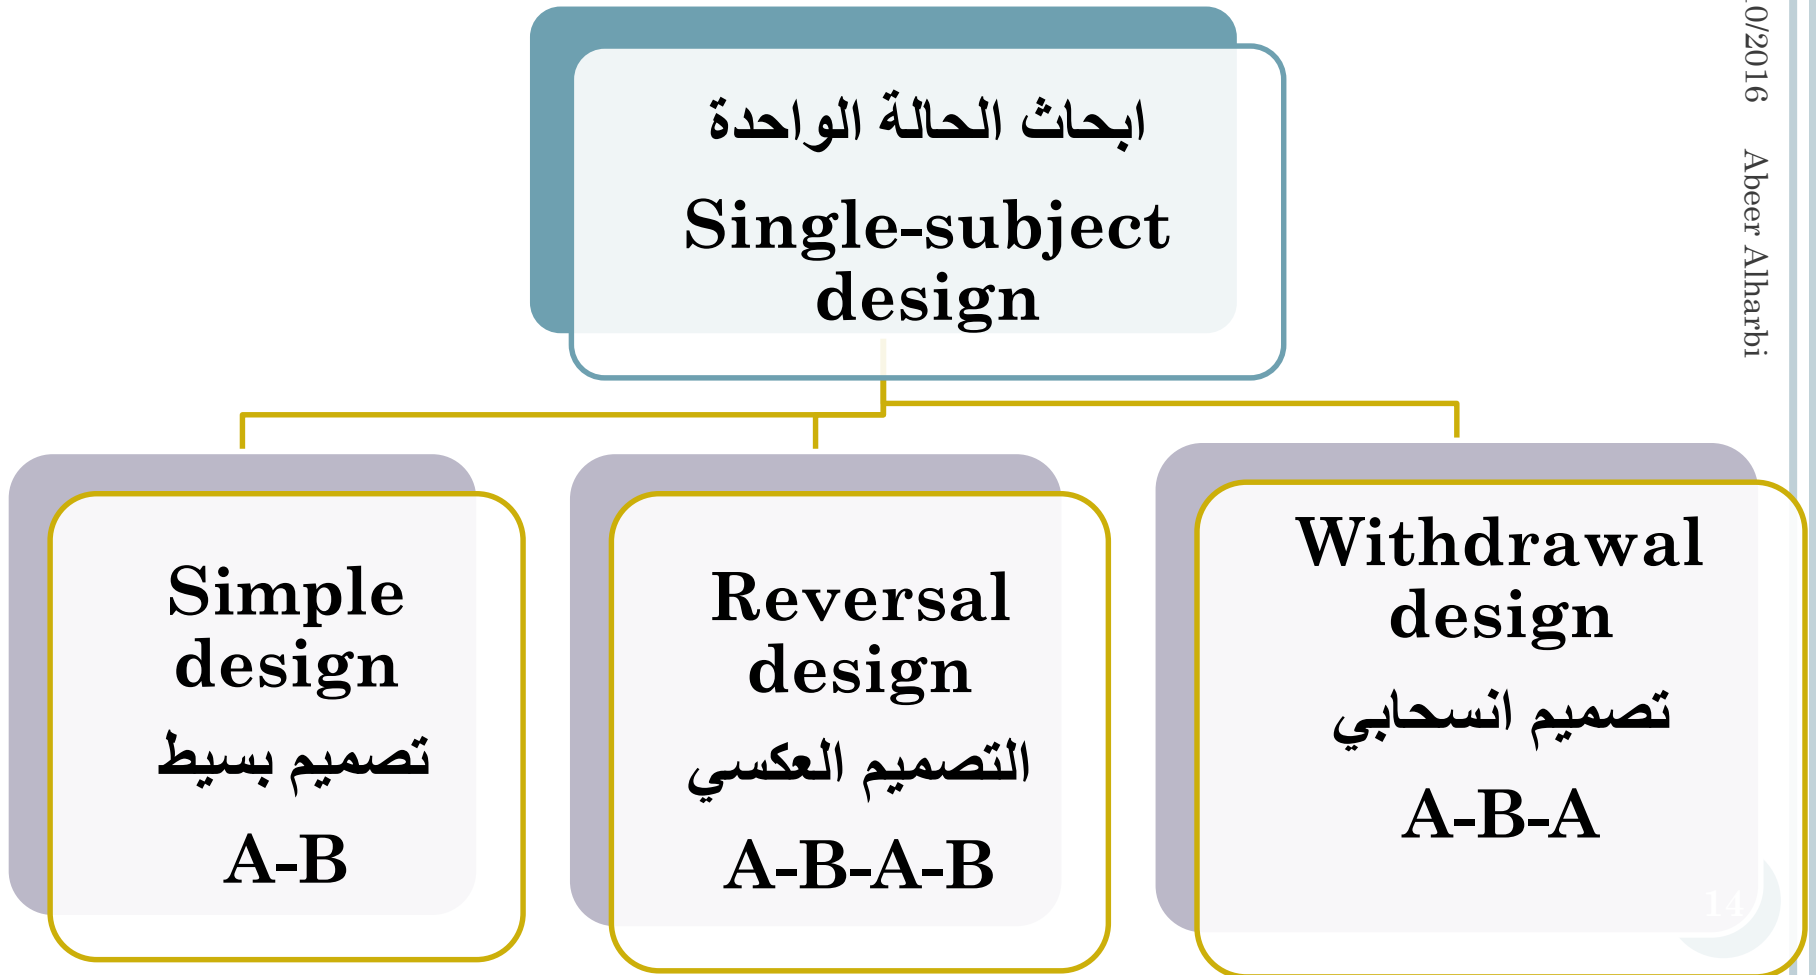 ابحاث الحالة الواحدة
Single-subject
design
Simple
design
تصميم بسيط
A-B
Reversal
design
التصميم العكسي
A-B-A-B
Withdrawal
design
تصميم انسحابي
A-B-A
0/2016 Abeer Alharbi
14